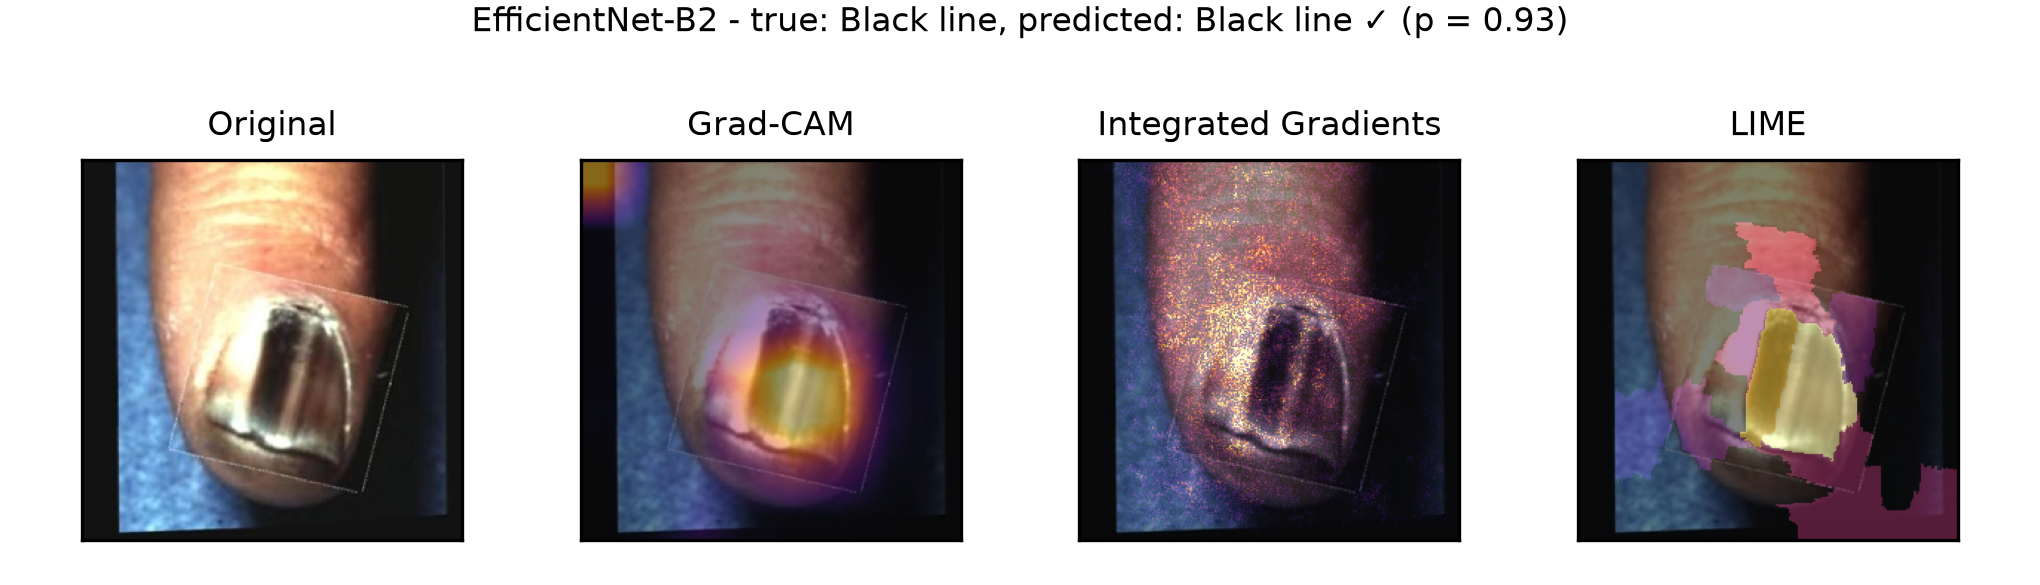 EfficientNet-B2 - true: Black line, predicted: Black line ✓ (p = 0.93)
Original
Grad-CAM
Integrated Gradients
LIME